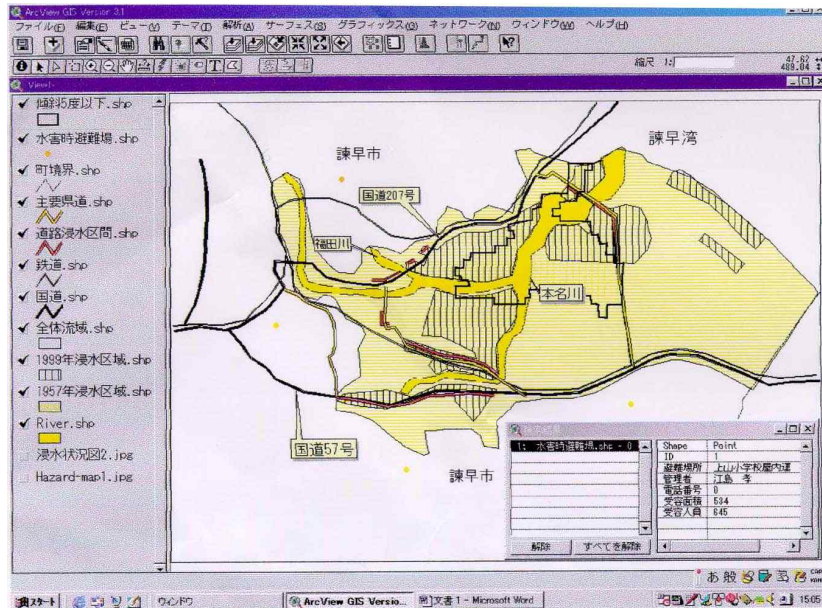 ArcView GIS Version 3.1
ファイル(F) 編集(E) ビュー(V) テーマ(T) 解析(A) サーフェス(S) グラフィックス(G) ネットワーク(N) ウィンドウ(W) ヘルプ(H)
縮尺 1:
47.62
489.04
View1
傾斜5度以下.shp
水害時避難場.shp
町境界.shp
主要県道.shp
道路浸水区間.shp
鉄道.shp
国道.shp
全体流域.shp
1999年浸水区域.shp
1957年浸水区域.shp
River.shp
浸水状況図2.jpg
Hazard-map1.jpg
諫早市
諫早湾
国道207号
福田川
本名川
国道57号
諫早市
1: 水害時避難場.shp - 0
解除
すべてを解除
Shape Point
ID 1
避難場所 上山小学校屋内運
管理者 江島 孝
電話番号 0
受容面積 534
受容人員 645
あ 般
スタート
ウィンドウ
ArcView GIS Versio...
文書 1 - Microsoft Word
15:05